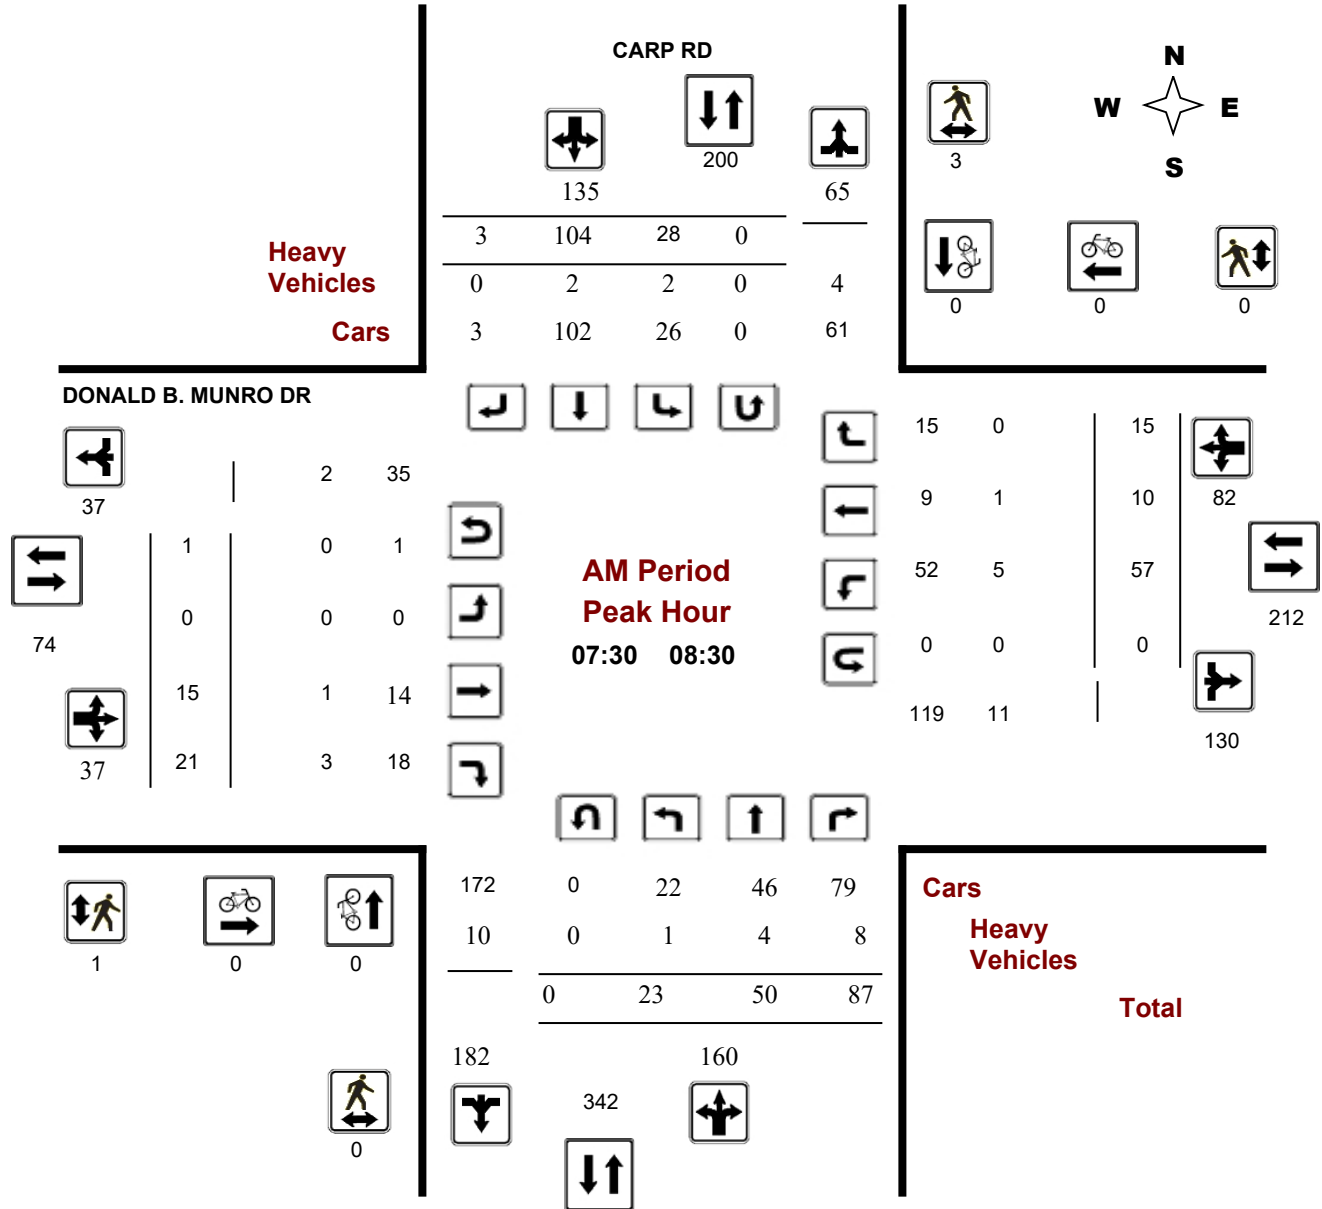 CARP RD
N
W E
S
200
3
135 65
3 104 28 0
Heavy
Vehicles
0 2 2 0 4
0 0 0
Cars
3 102 26 0 61
DONALD B. MUNRO DR
15 0 15
2 35
37
9 1 10 82
1 0 1
AM Period
52 5 57
0 0 0
Peak Hour
212
74
07:30 08:30
0 0 0
15 1 14
119 11
130
37 21 3 18
172 0 22 46 79
Cars
10 0 1 4 8
Heavy
Vehicles
1 0 0
0 23 50 87
Total
182 160
342
0